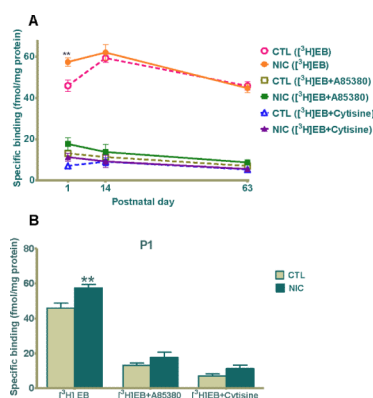 A
Specific binding (fmol/mg protein)
60
40
20
0
**
1
14
63
Postnatal day
CTL ([³H]EB)
NIC ([³H]EB)
CTL ([³H]EB+A85380)
NIC ([³H]EB+A85380)
CTL ([³H]EB+Cytisine)
NIC ([³H]EB+Cytisine)
B
P1
Specific binding (fmol/mg protein)
80
60
40
20
0
**
CTL
NIC
[³H] EB
[³H]EB+A85380
[³H]EB+Cytisine